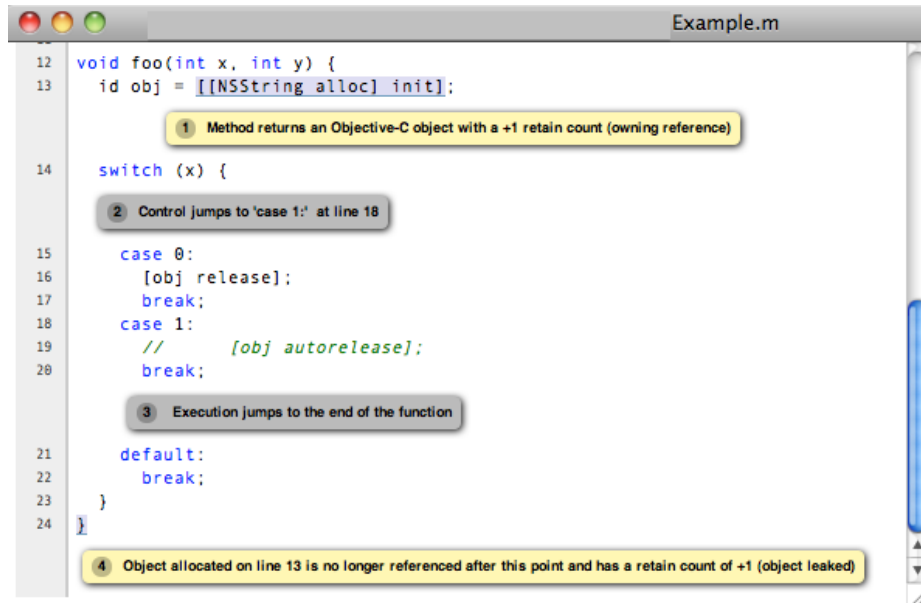 Example.m
12 void foo(int x, int y) {
13 id obj = [[NSString alloc] init];
1 Method returns an Objective-C object with a +1 retain count (owning reference)
14 switch (x) {
2 Control jumps to 'case 1:' at line 18
15 case 0:
16 [obj release];
17 break;
18 case 1:
19 // [obj autorelease];
20 break;
3 Execution jumps to the end of the function
21 default:
22 break;
23 }
24 }
4 Object allocated on line 13 is no longer referenced after this point and has a retain count of +1 (object leaked)